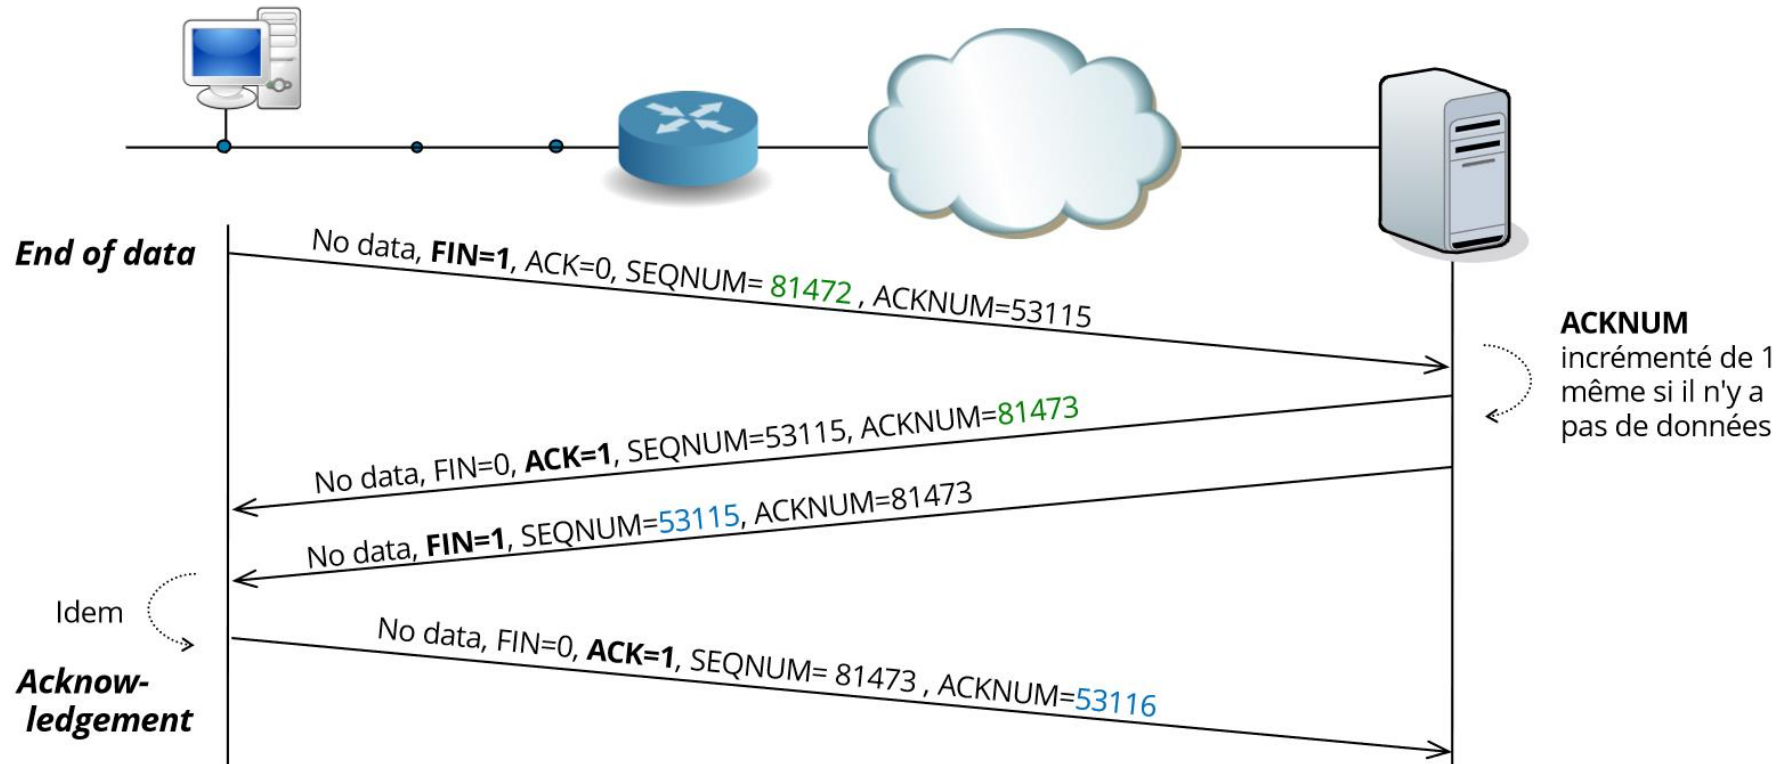 End of data
No data, FIN=1, ACK=0, SEQNUM= 81472 , ACKNUM=53115
ACKNUM
incrémenté de 1
même si il n'y a
pas de données
No data, FIN=0, ACK=1, SEQNUM=53115, ACKNUM=81473
No data, FIN=1, SEQNUM=53115, ACKNUM=81473
Idem
No data, FIN=0, ACK=1, SEQNUM= 81473 , ACKNUM=53116
Acknow-
ledgement